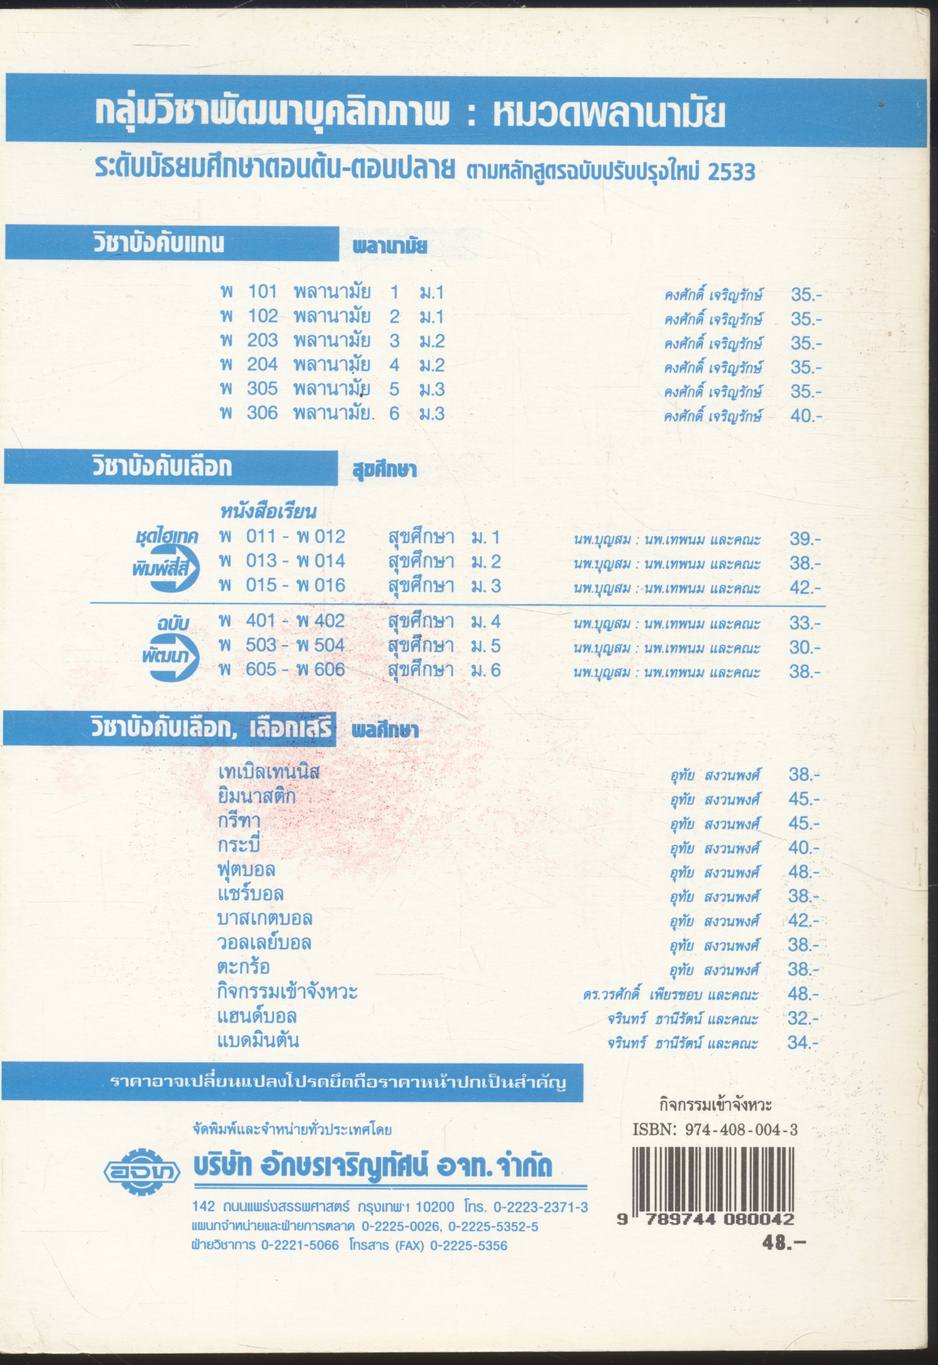 กลุ่มวิชาพัฒนาบุคลิกภาพ : หมวดพลานามัย
ระดับมัธยมศึกษาตอนต้น-ตอนปลาย ตามหลักสูตรฉบับปรับปรุงใหม่ 2533
วิชาบังคับแกน พลานามัย
พ 101 พลานามัย 1 ม.1 คงศักดิ์ เจริญรักษ์ 35.-
พ 102 พลานามัย 2 ม.1 คงศักดิ์ เจริญรักษ์ 35.-
พ 203 พลานามัย 3 ม.2 คงศักดิ์ เจริญรักษ์ 35.-
พ 204 พลานามัย 4 ม.2 คงศักดิ์ เจริญรักษ์ 35.-
พ 305 พลานามัย 5 ม.3 คงศักดิ์ เจริญรักษ์ 35.-
พ 306 พลานามัย. 6 ม.3 คงศักดิ์ เจริญรักษ์ 40.-
วิชาบังคับเลือก สุขศึกษา
หนังสือเรียน
ชุดไฮเทค พ 011 - พ 012 สุขศึกษา ม. 1 นพ.บุญสม : นพ.เทพนม และคณะ 39.-
พิมพ์สี่สี พ 013 - พ 014 สุขศึกษา ม. 2 นพ.บุญสม : นพ.เทพนม และคณะ 38.-
พ 015 - พ 016 สุขศึกษา ม. 3 นพ.บุญสม : นพ.เทพนม และคณะ 42.-
ฉบับ พ 401 - พ 402 สุขศึกษา ม. 4 นพ.บุญสม : นพ.เทพนม และคณะ 33.-
พัฒนา พ 503 - พ 504 สุขศึกษา ม. 5 นพ.บุญสม : นพ.เทพนม และคณะ 30.-
พ 605 - พ 606 สุขศึกษา ม. 6 นพ.บุญสม : นพ.เทพนม และคณะ 38.-
วิชาบังคับเลือก, เลือกเสรี พลศึกษา
เทเบิลเทนนิส อุทัย สงวนพงศ์ 38.-
ยิมนาสติก อุทัย สงวนพงศ์ 45.-
กรีฑา อุทัย สงวนพงศ์ 45.-
กระบี่ อุทัย สงวนพงศ์ 40.-
ฟุตบอล อุทัย สงวนพงศ์ 48.-
แชร์บอล อุทัย สงวนพงศ์ 38.-
บาสเกตบอล อุทัย สงวนพงศ์ 42.-
วอลเลย์บอล อุทัย สงวนพงศ์ 38.-
ตะกร้อ อุทัย สงวนพงศ์ 38.-
กิจกรรมเข้าจังหวะ ดร.วรศักดิ์ เพียรชอบ และคณะ 48.-
แฮนด์บอล จรินทร์ ธานีรัตน์ และคณะ 32.-
แบดมินตัน จรินทร์ ธานีรัตน์ และคณะ 34.-
ราคาอาจเปลี่ยนแปลงโปรดยึดถือราคาหน้าปกเป็นสำคัญ
กิจกรรมเข้าจังหวะ
ISBN: 974-408-004-3
9 789744 080042
48.-
จัดพิมพ์และจำหน่ายทั่วประเทศโดย
อจท บริษัท อักษรเจริญทัศน์ อจท. จำกัด
142 ถนนแพร่งสรรพศาสตร์ กรุงเทพฯ 10200 โทร. 0-2223-2371-3
แผนกจำหน่ายและฝ่ายการตลาด 0-2225-0026, 0-2225-5352-5
ฝ่ายวิชาการ 0-2221-5066 โทรสาร (FAX) 0-2225-5356